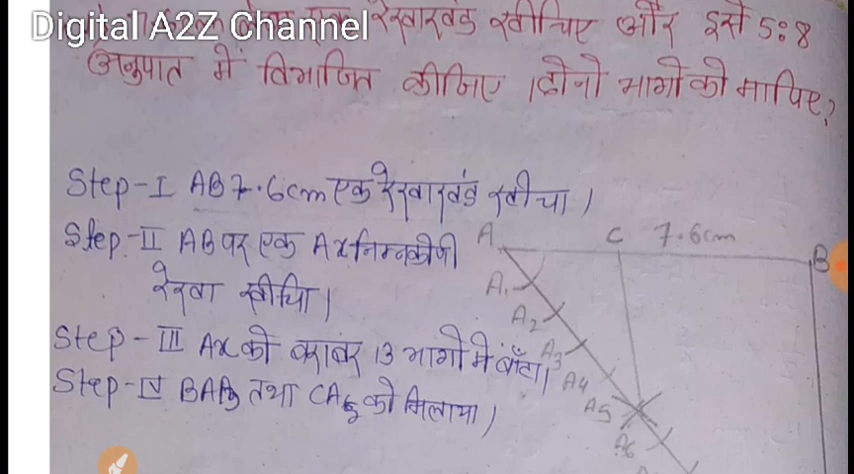 Digital A2Z Channel
एक रेखाखंड खीचिए और इसे 5:8
अनुपात में विभाजित कीजिए । दोनो भागो को मापिए?
Step-I AB 7.6cm एक रेखाखंड खीचा ।
Step-II AB पर एक Ax निम्नकोणी
रेखा खीचा ।
Step-III Ax को बराबर 13 भागो में बाँटा ।
Step-IV तथा CA5 को मिलाया ।
A C 7.6cm B
A1
A2
A3
A4
A5
A6